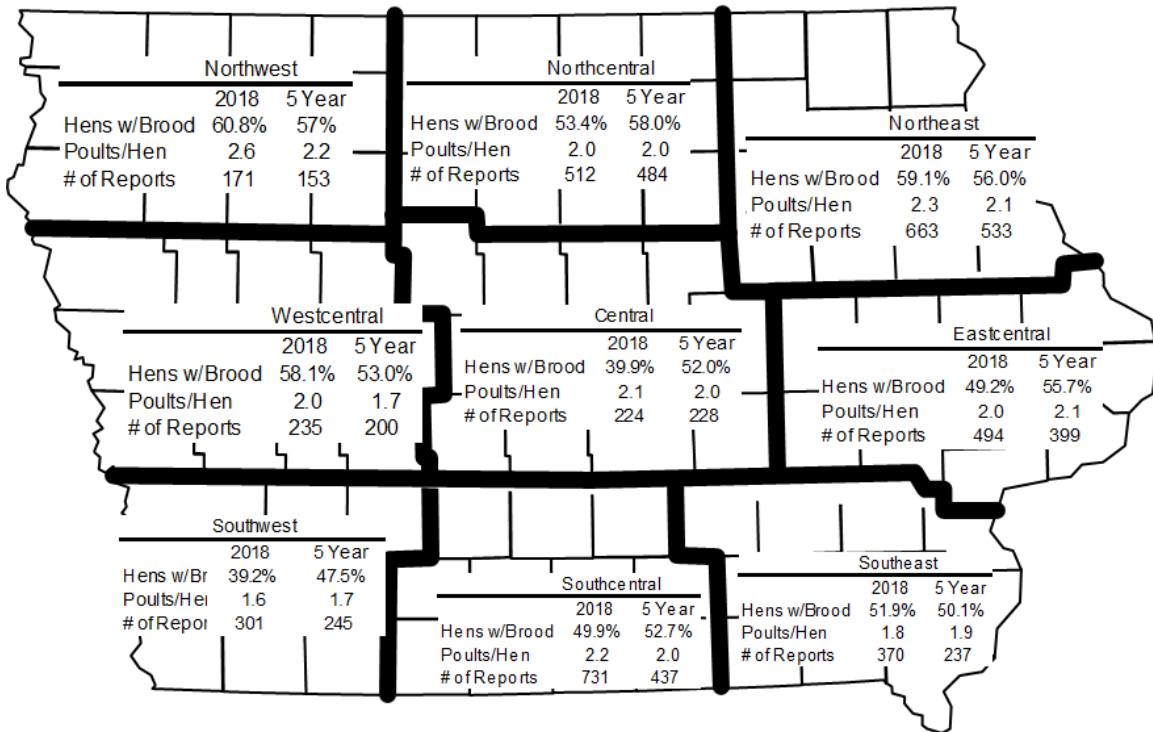 Northwest
2018 5 Year
Hens w/Brood 60.8% 57%
Poults/Hen 2.6 2.2
# of Reports 171 153
Northcentral
2018 5 Year
Hens w/Brood 53.4% 58.0%
Poults/Hen 2.0 2.0
# of Reports 512 484
Northeast
2018 5 Year
Hens w/Brood 59.1% 56.0%
Poults/Hen 2.3 2.1
# of Reports 663 533
Westcentral
2018 5 Year
Hens w/Brood 58.1% 53.0%
Poults/Hen 2.0 1.7
# of Reports 235 200
Central
2018 5 Year
Hens w/Brood 39.9% 52.0%
Poults/Hen 2.1 2.0
# of Reports 224 228
Eastcentral
2018 5 Year
Hens w/Brood 49.2% 55.7%
Poults/Hen 2.0 2.1
# of Reports 494 399
Southwest
2018 5 Year
Hens w/Br 39.2% 47.5%
Poults/He 1.6 1.7
# of Repor 301 245
Southcentral
2018 5 Year
Hens w/Brood 49.9% 52.7%
Poults/Hen 2.2 2.0
# of Reports 731 437
Southeast
2018 5 Year
Hens w/Brood 51.9% 50.1%
Poults/Hen 1.8 1.9
# of Reports 370 237